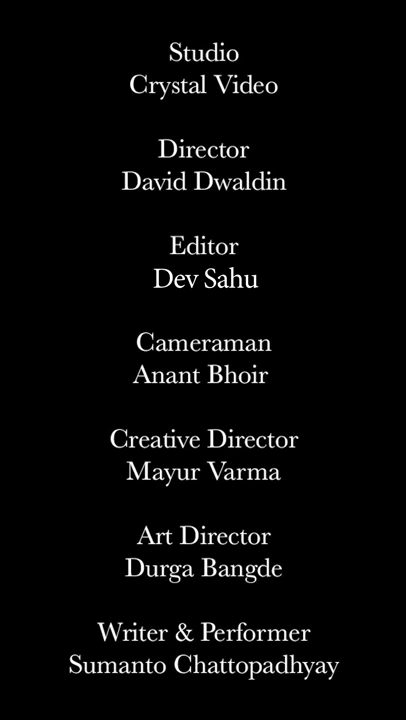 Studio
Crystal Video
Director
David Dwaldin
Editor
Dev Sahu
Cameraman
Anant Bhoir
Creative Director
Mayur Varma
Art Director
Durga Bangde
Writer & Performer
Sumanto Chattopadhyay